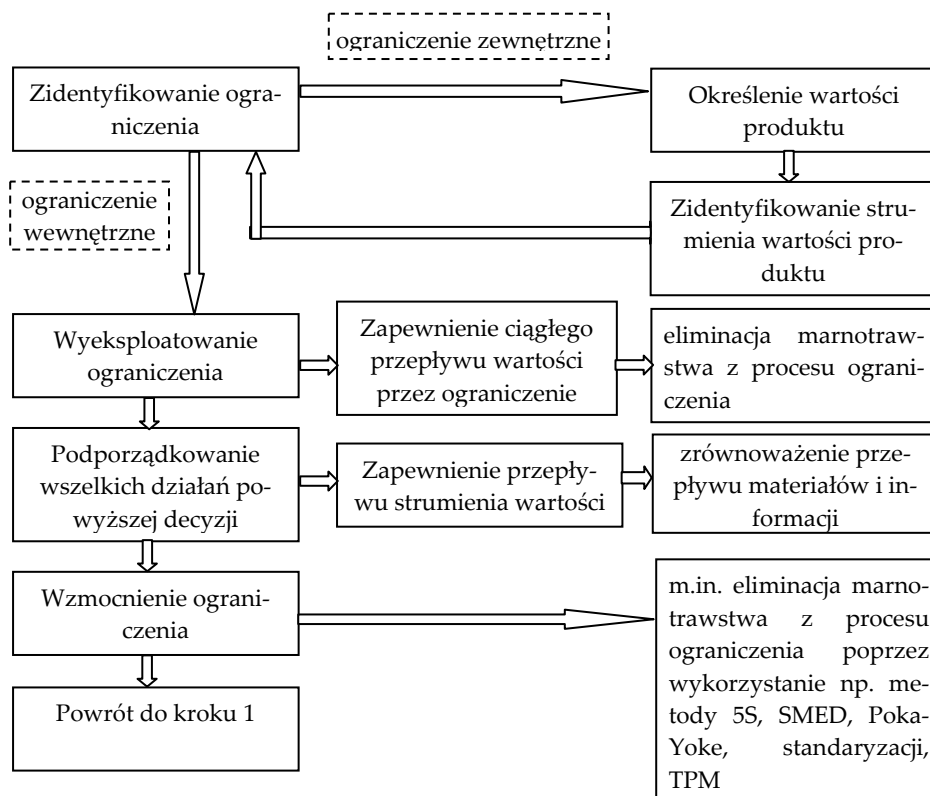 ograniczenie zewnętrzne
Zidentyfikowanie ogra-
niczenia
Określenie wartości
produktu
ograniczenie
wewnętrzne
Zidentyfikowanie stru-
mienia wartości pro-
duktu
Wyeksploatowanie
ograniczenia
Zapewnienie ciągłego
przepływu wartości
przez ograniczenie
eliminacja marnotraw-
stwa z procesu ograni-
czenia
Podporządkowanie
wszelkich działań po-
wyższej decyzji
Zapewnienie przepły-
wu strumienia wartości
zrównoważenie prze-
pływu materiałów i in-
formacji
Wzmocnienie ograni-
czenia
m.in. eliminacja marno-
trawstwa z procesu
ograniczenia poprzez
wykorzystanie np. me-
tody 5S, SMED, Poka-
Yoke, standaryzacji,
TPM
Powrót do kroku 1